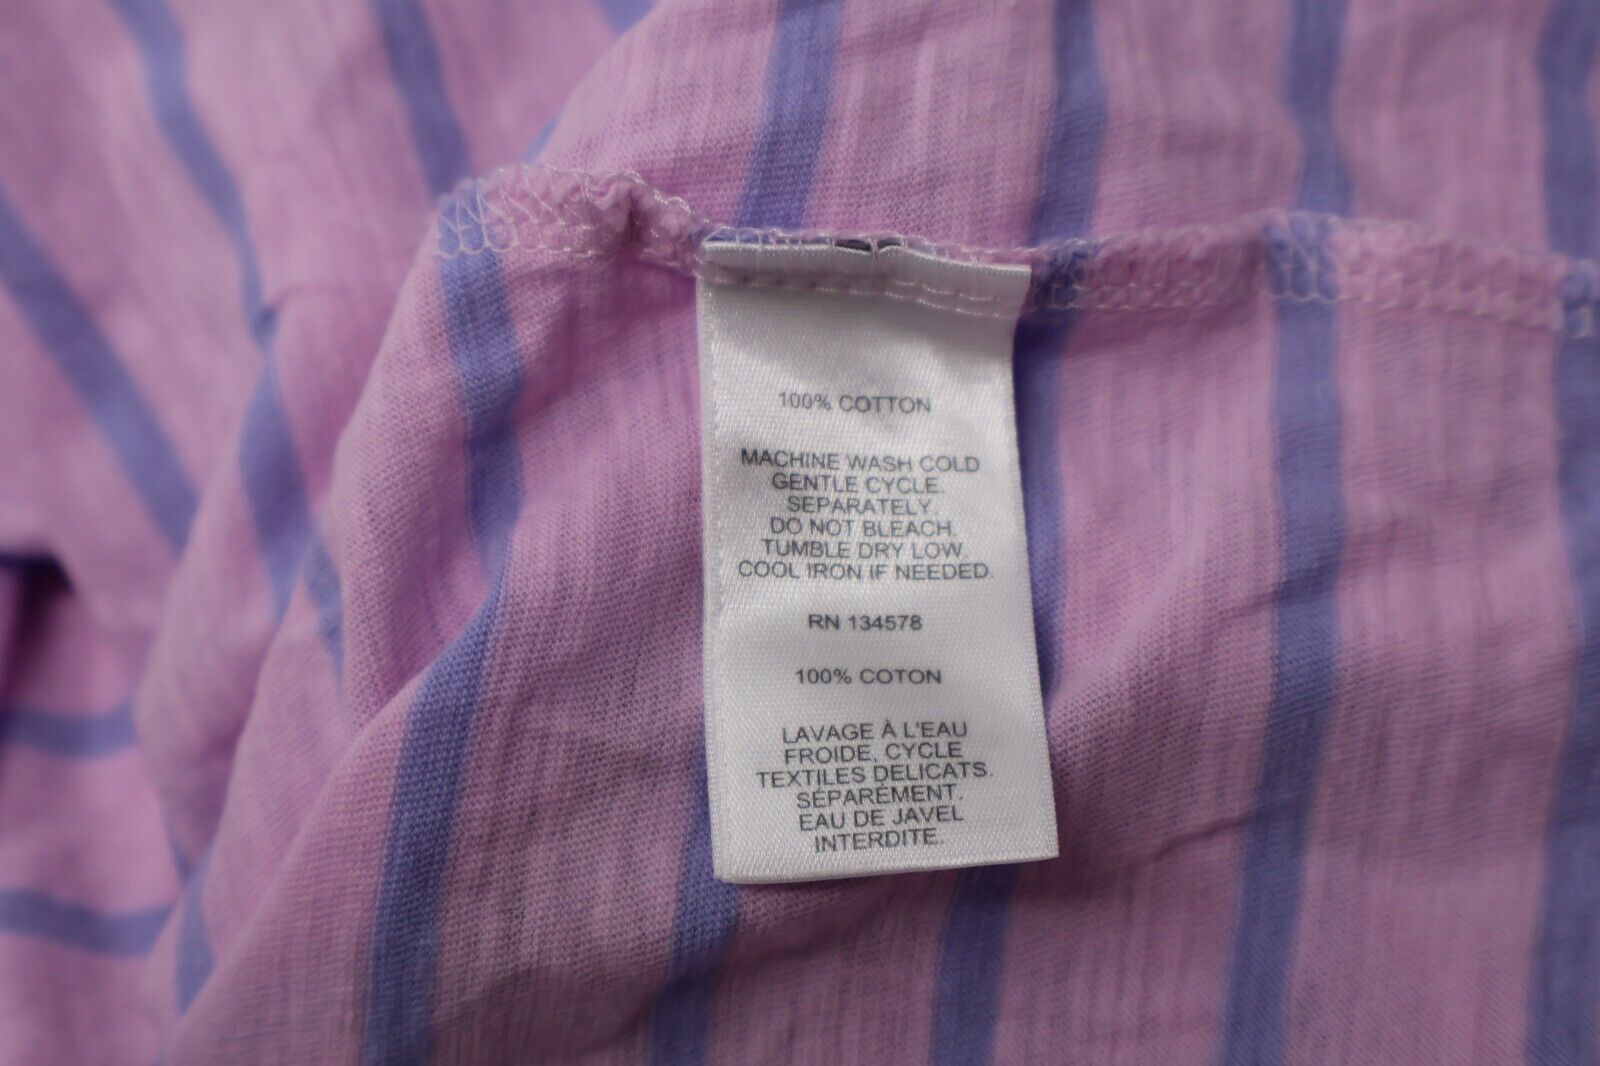 100% COTTON
MACHINE WASH COLD
GENTLE CYCLE.
SEPARATELY.
DO NOT BLEACH.
TUMBLE DRY LOW.
COOL IRON IF NEEDED.
RN 134578
100% COTON
LAVAGE À L'EAU
FROIDE, CYCLE
TEXTILES DELICATS.
SÉPARÉMENT.
EAU DE JAVEL
INTERDITE.